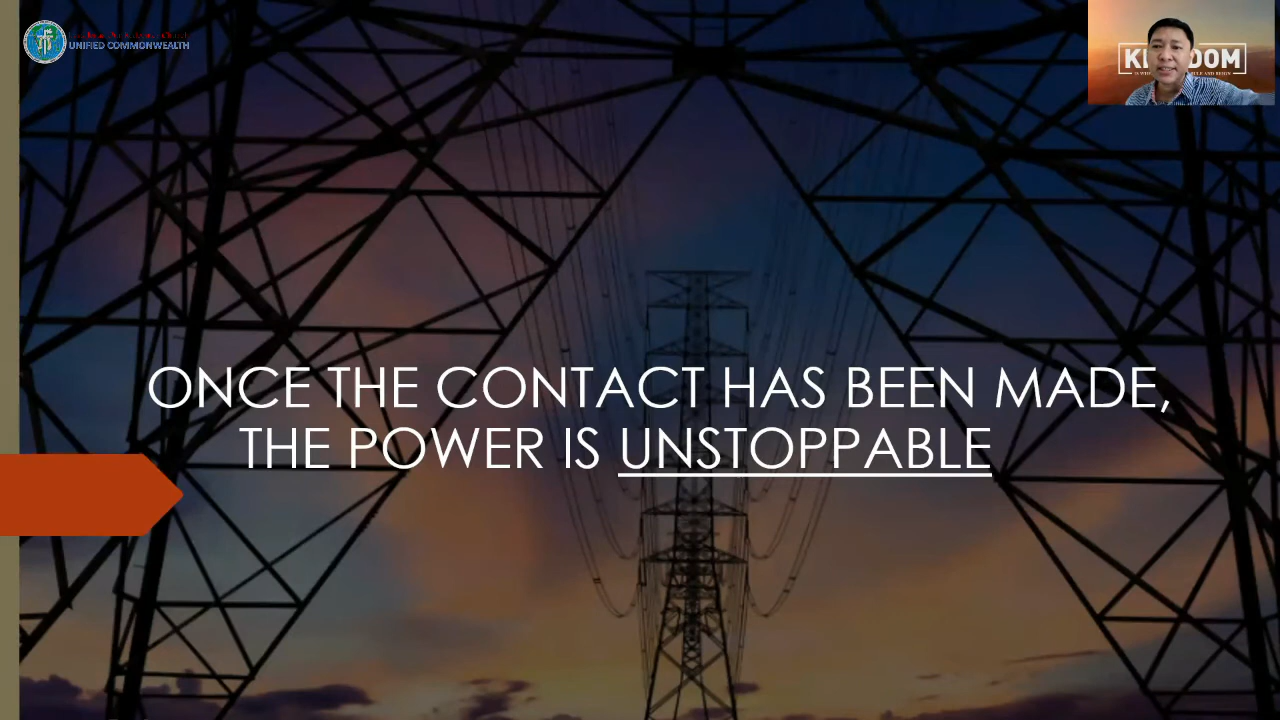 UNIFIED COMMONWEALTH
ONCE THE CONTACT HAS BEEN MADE,
THE POWER IS UNSTOPPABLE